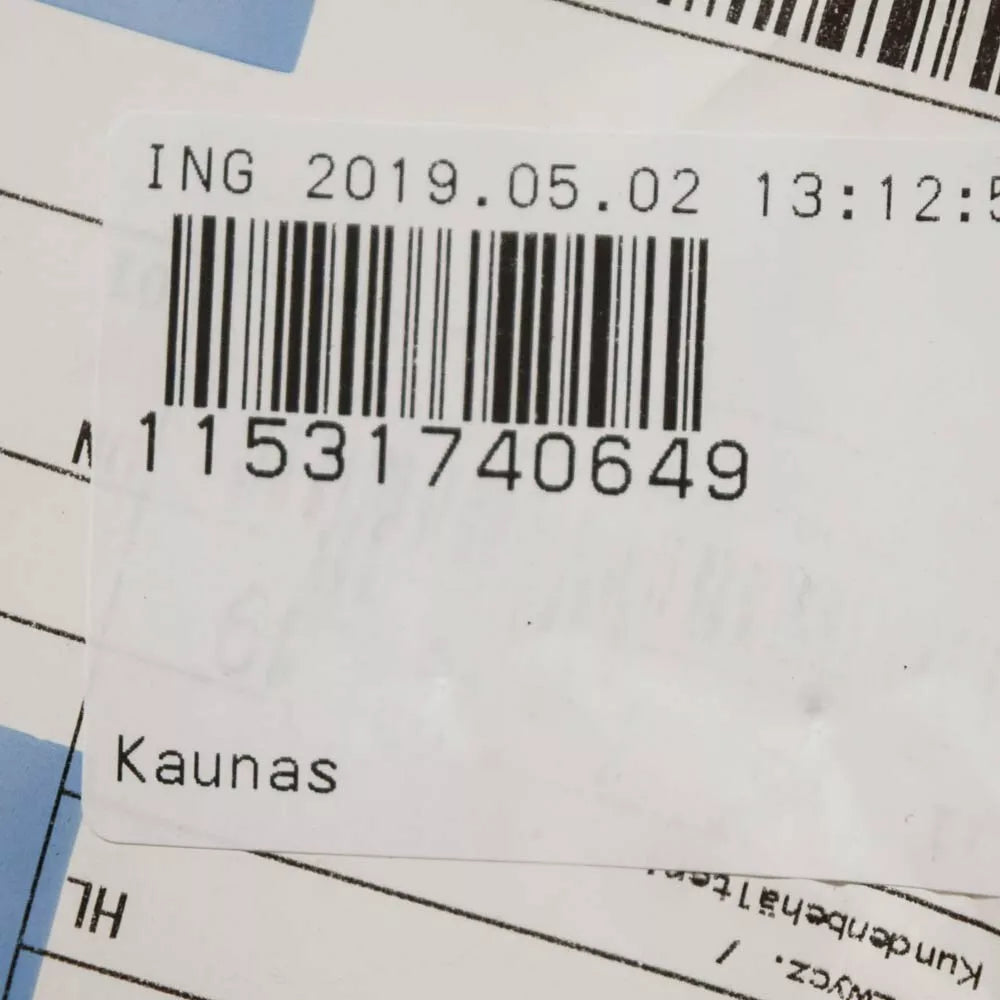 ING 2019.05.02 13:12:5
11531740649
Kaunas
HL
Kundenbehälter